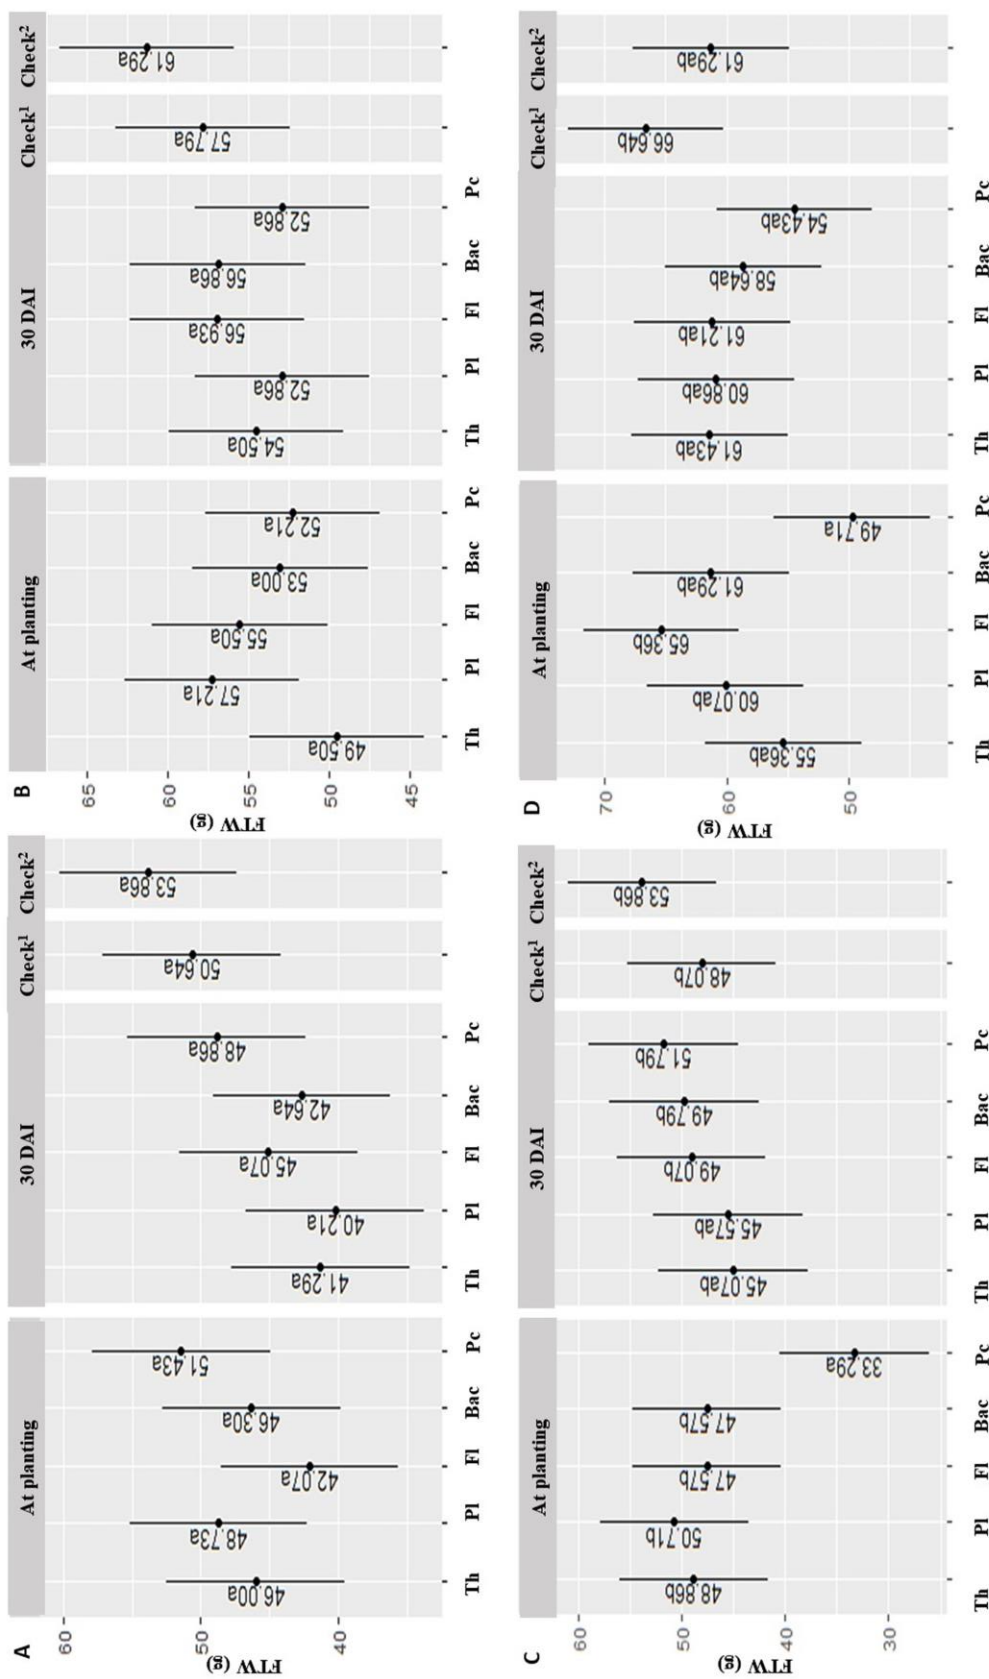 A
At planting 30 DAI Check¹ Check²
FTW (g)
60
50
40
46.00a 48.73a 42.07a 46.30a 51.43a 41.29a 40.21a 45.07a 42.64a 48.86a 50.64a 53.86a
Th Pl Fl Bac Pc Th Pl Fl Bac Pc
B
At planting 30 DAI Check¹ Check²
FTW (g)
65
60
55
50
45
49.50a 57.21a 55.50a 53.00a 52.21a 54.50a 52.86a 56.93a 56.86a 52.86a 57.79a 61.29a
Th Pl Fl Bac Pc Th Pl Fl Bac Pc
C
At planting 30 DAI Check¹ Check²
FTW (g)
60
50
40
30
48.86b 50.71b 47.57b 47.57b 33.29a 45.07ab 45.57ab 49.07b 49.79b 51.79b 48.07b 53.86b
Th Pl Fl Bac Pc Th Pl Fl Bac Pc
D
At planting 30 DAI Check¹ Check²
FTW (g)
70
60
50
55.36ab 60.07ab 65.36b 61.29ab 49.71a 61.43ab 60.86ab 61.21ab 58.64ab 54.43ab 66.64b 61.29ab
Th Pl Fl Bac Pc Th Pl Fl Bac Pc